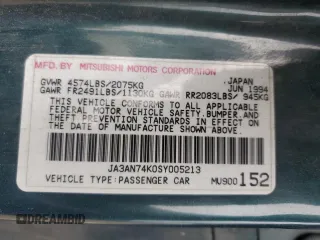 MFD BY MITSUBISHI MOTORS CORPORATION
GVWR 4574LBS/2075KG JAPAN JUN 1994
GAWR FR2491LBS/1130KG GAWR RR2083LBS/ 945KG
THIS VEHICLE CONFORMS TO ALL APPLICABLE
FEDERAL MOTOR VEHICLE SAFETY, BUMPER, AND
THEFT PREVENTION STANDARDS IN EFFECT ON
THE DATE OF MANUFACTURE SHOWN ABOVE.
JA3AN74K0SY005213
VEHICLE TYPE:PASSENGER CAR MU900 152
DREAMBID